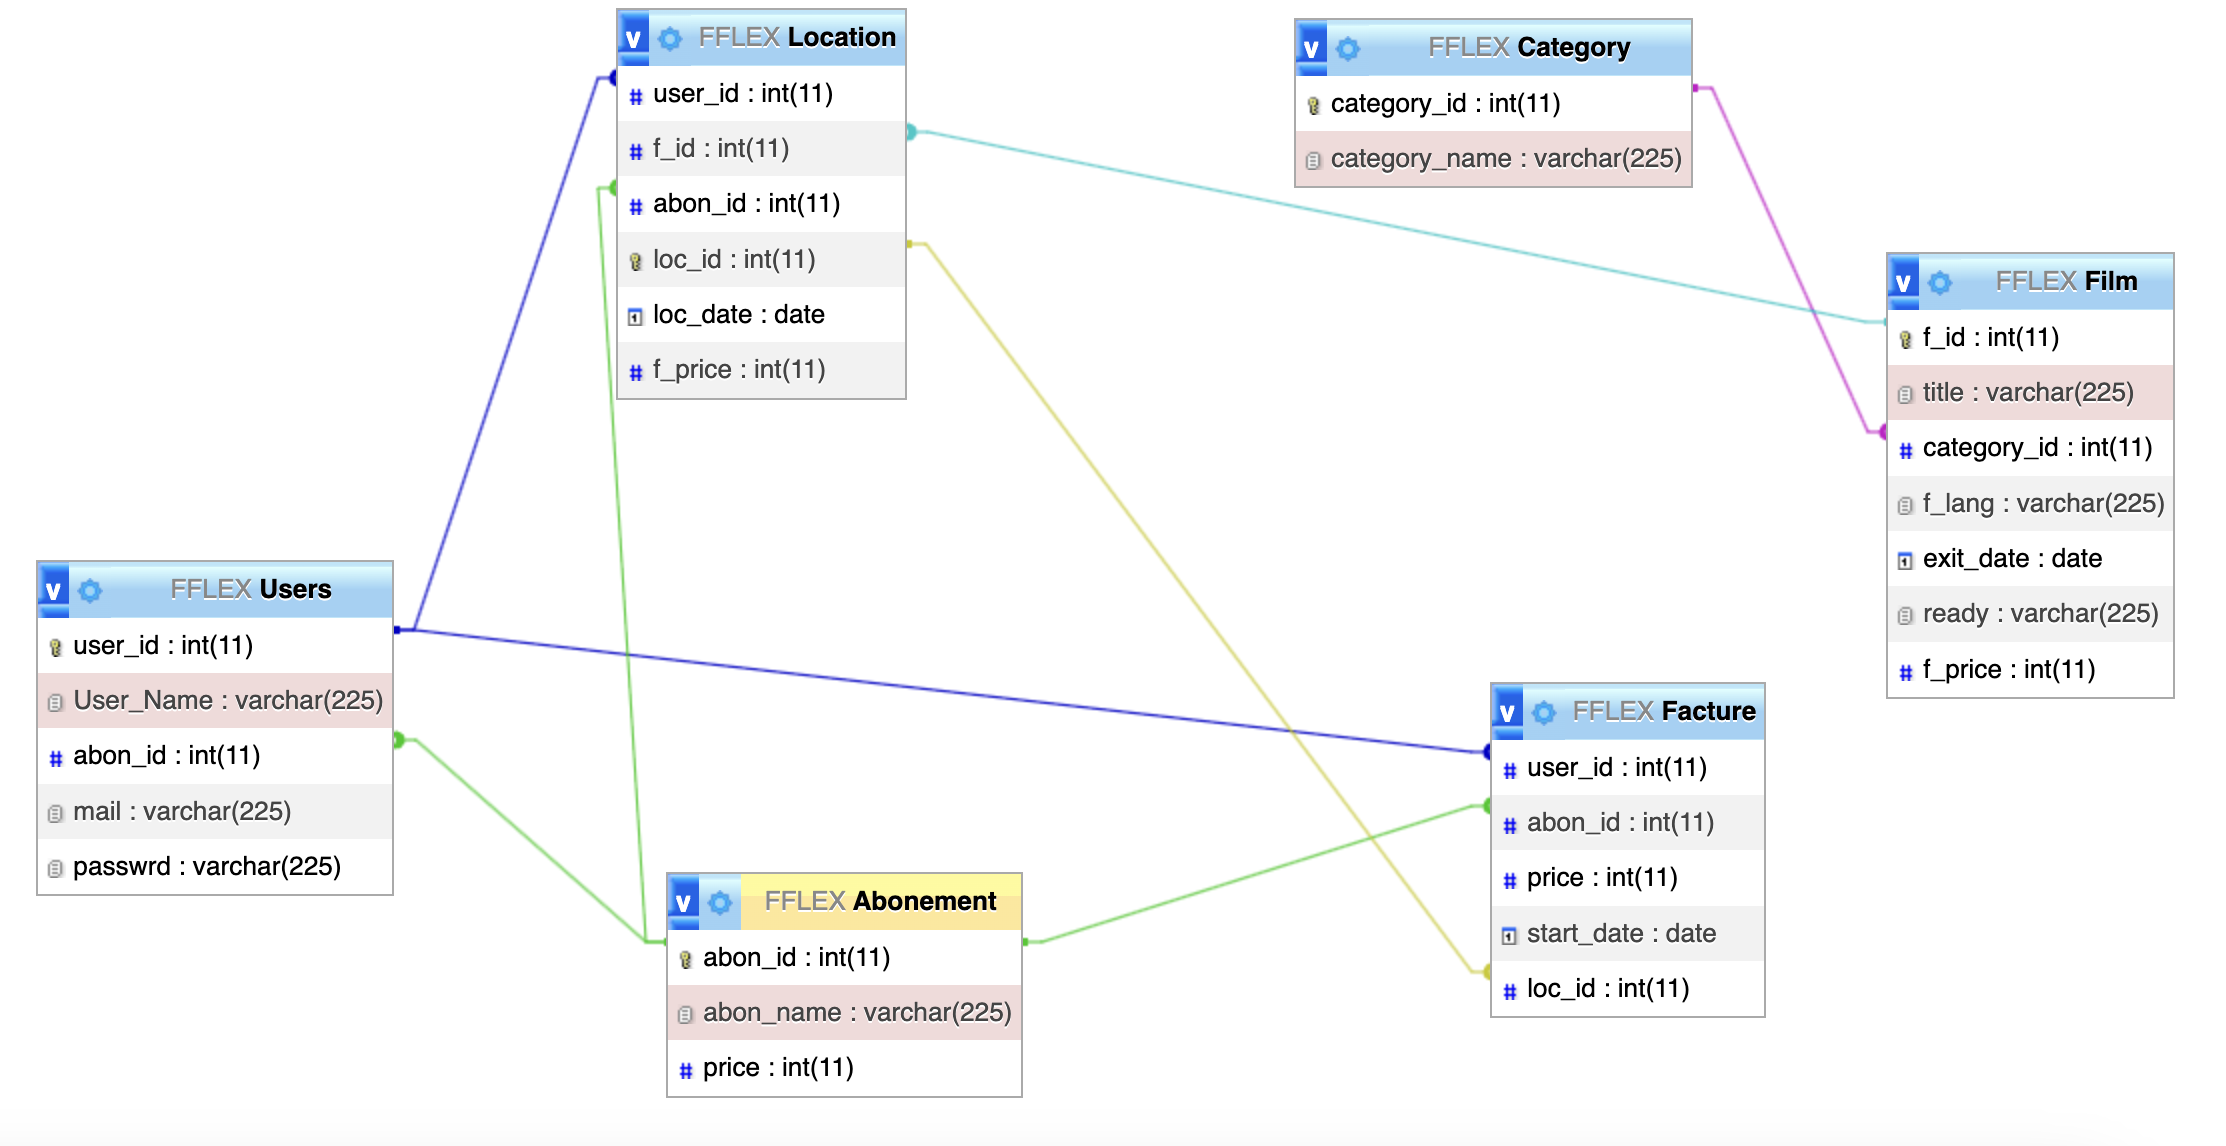 v FFLEX Location
# user_id : int(11)
# f_id : int(11)
# abon_id : int(11)
loc_id : int(11)
loc_date : date
# f_price : int(11)
v FFLEX Category
category_id : int(11)
category_name : varchar(225)
v FFLEX Film
f_id : int(11)
title : varchar(225)
# category_id : int(11)
f_lang : varchar(225)
exit_date : date
ready : varchar(225)
# f_price : int(11)
v FFLEX Users
user_id : int(11)
User_Name : varchar(225)
# abon_id : int(11)
mail : varchar(225)
passwrd : varchar(225)
v FFLEX Facture
# user_id : int(11)
# abon_id : int(11)
# price : int(11)
start_date : date
# loc_id : int(11)
v FFLEX Abonement
abon_id : int(11)
abon_name : varchar(225)
# price : int(11)